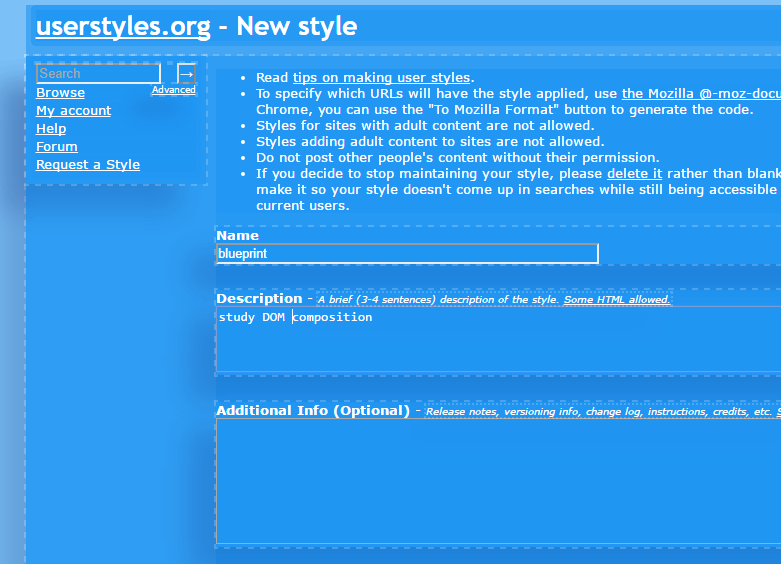 userstyles.org - New style
Search →
Advanced
Browse
My account
Help
Forum
Request a Style
• Read tips on making user styles.
• To specify which URLs will have the style applied, use the Mozilla @-moz-docu
Chrome, you can use the "To Mozilla Format" button to generate the code.
• Styles for sites with adult content are not allowed.
• Styles adding adult content to sites are not allowed.
• Do not post other people's content without their permission.
• If you decide to stop maintaining your style, please delete it rather than blank
make it so your style doesn't come up in searches while still being accessible
current users.
Name
blueprint
Description - A brief (3-4 sentences) description of the style. Some HTML allowed.
study DOM composition
Additional Info (Optional) - Release notes, versioning info, change log, instructions, credits, etc. S